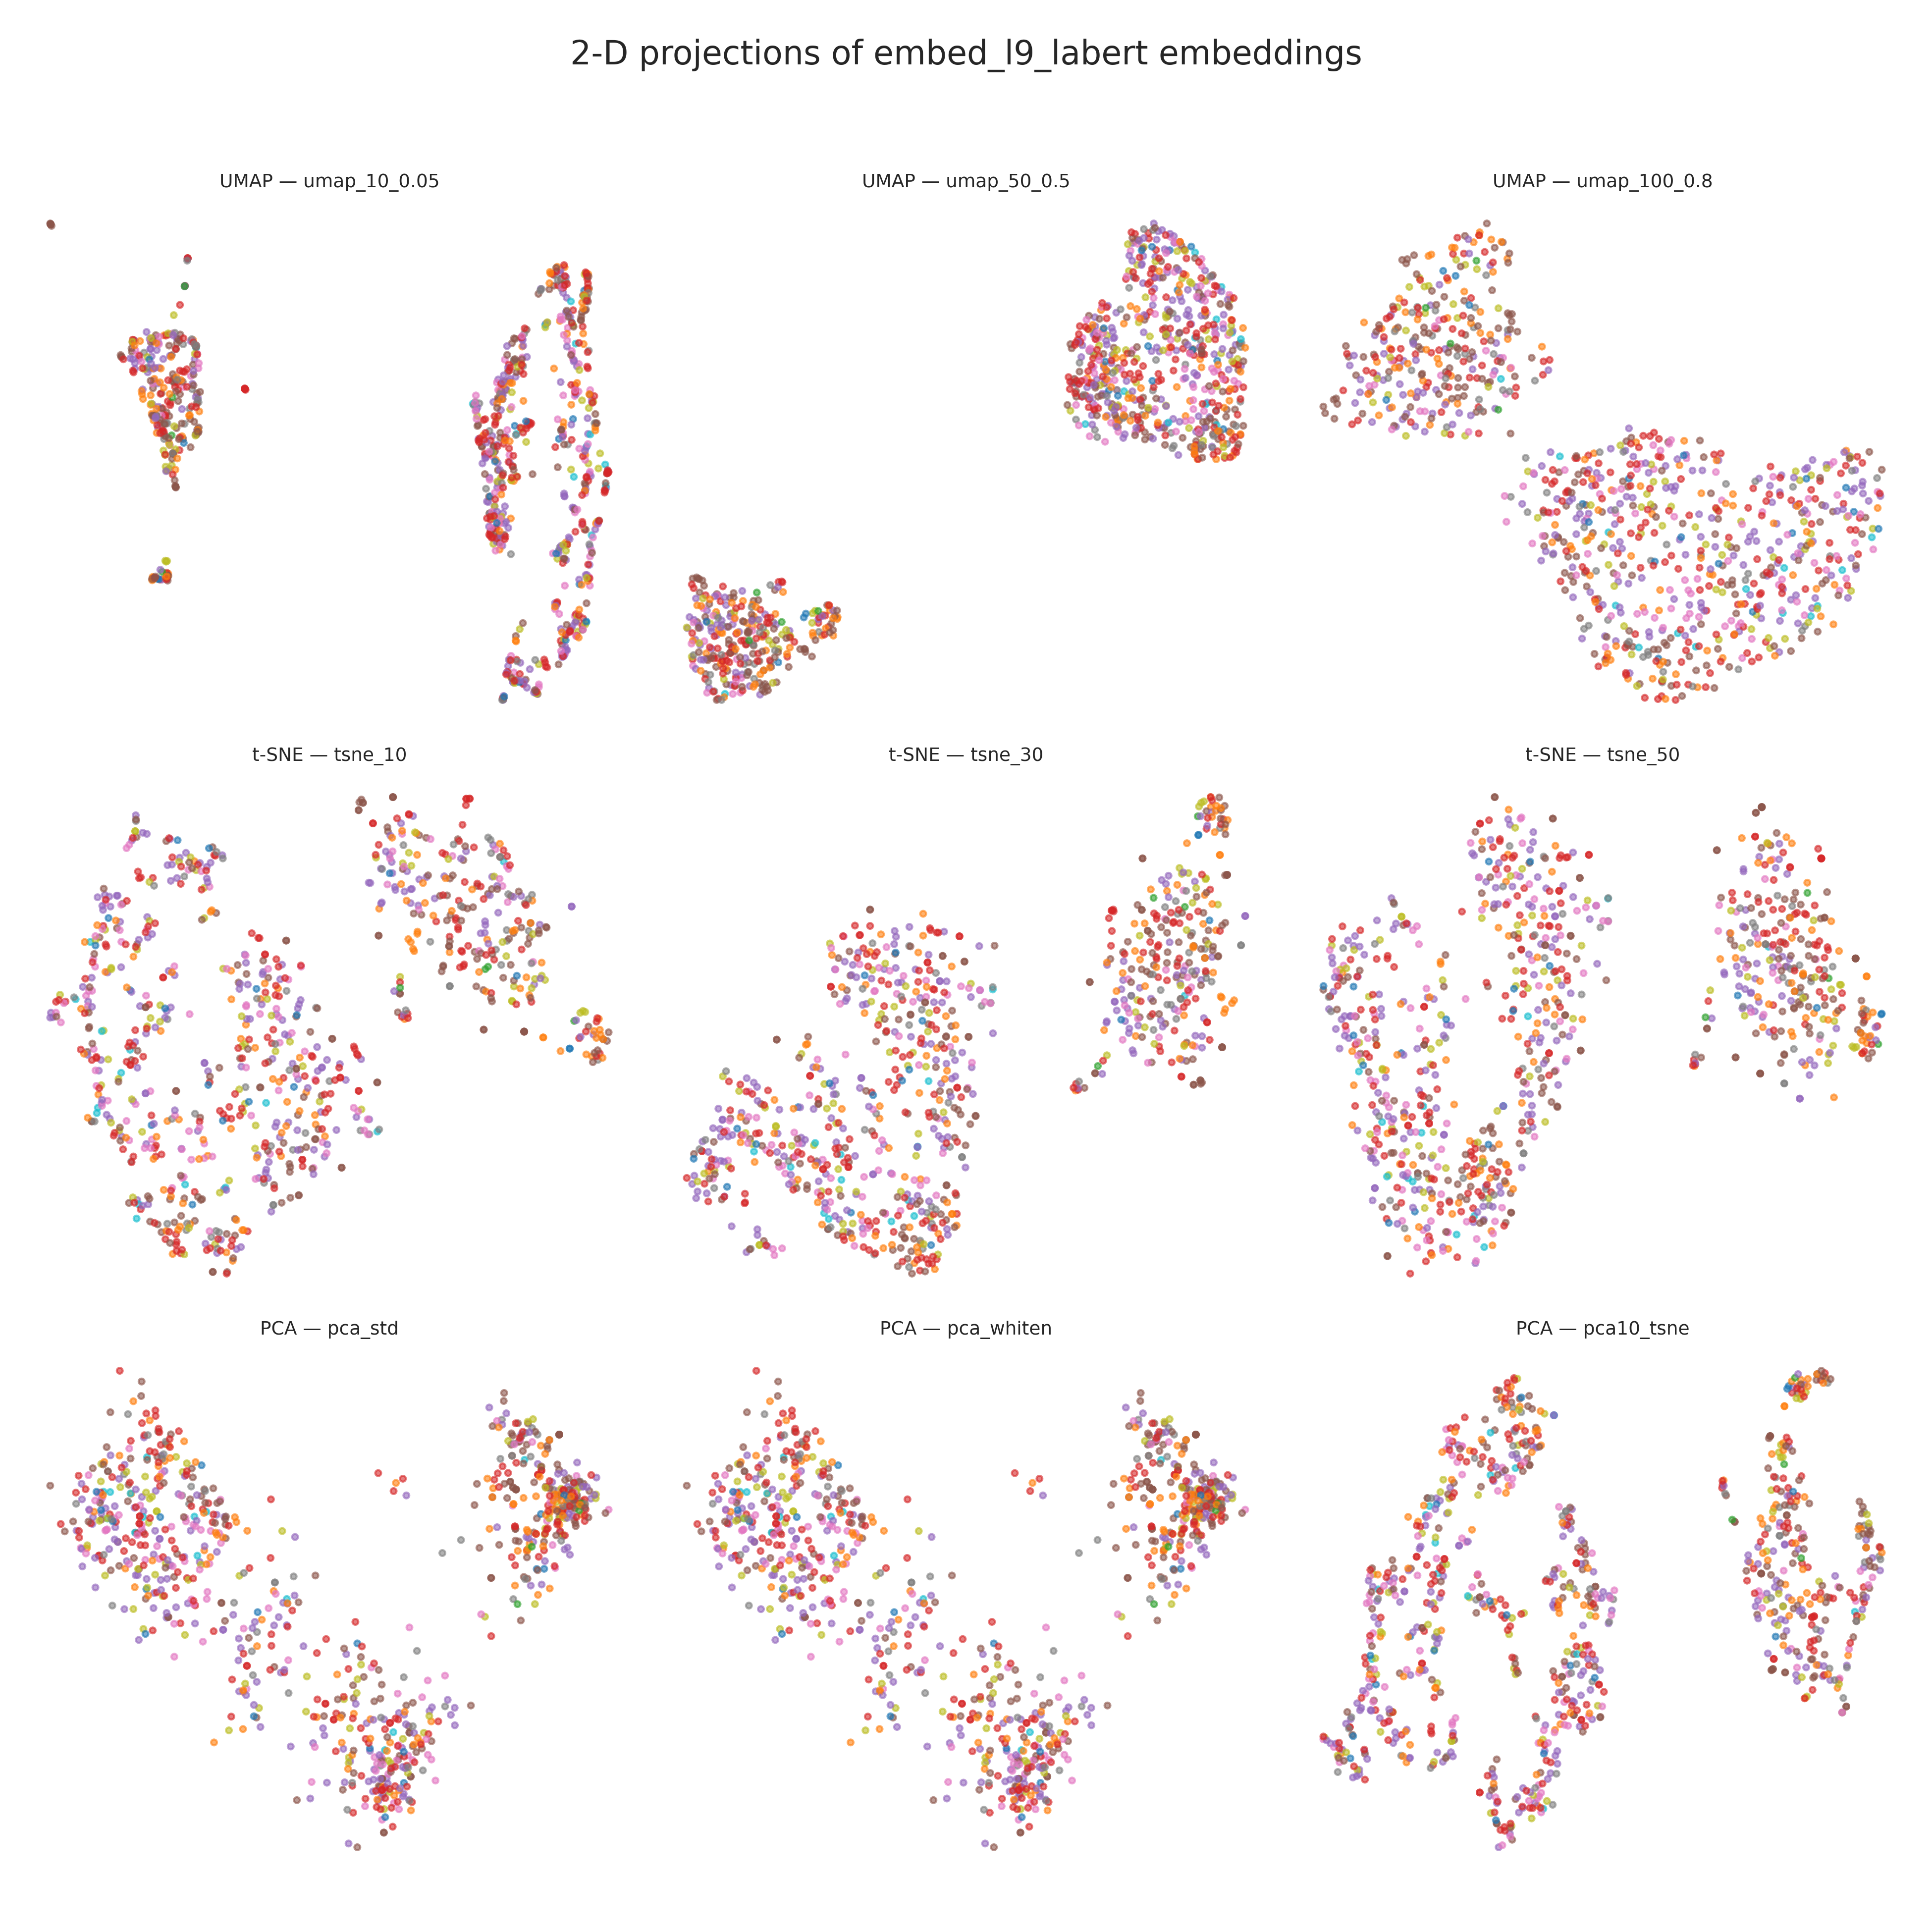 2-D projections of embed_l9_labert embeddings
UMAP — umap_10_0.05
UMAP — umap_50_0.5
UMAP — umap_100_0.8
t-SNE — tsne_10
t-SNE — tsne_30
t-SNE — tsne_50
PCA — pca_std
PCA — pca_whiten
PCA — pca10_tsne